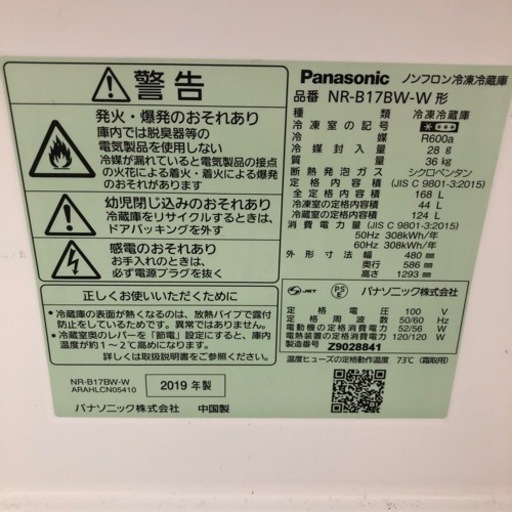 警告
発火・爆発のおそれあり
庫内では脱臭器等の
電気製品を使用しない
冷媒が漏れていると電気製品の接点
の火花による着火・着火による爆発
のおそれがあります。
幼児閉じ込みのおそれあり
冷蔵庫をリサイクルするときは、
ドアパッキングを外す
感電のおそれあり
お手入れのときは、
必ず電源プラグを抜く
正しくお使いいただくために
・冷蔵庫の表面が熱くなるのは、放熱パイプで露付
防止をしているためです。異常ではありません。
・冷蔵室奥のレバーを「節電」に設定すると、庫内
温度が約1～2℃高くなります。
詳しくは取扱説明書をご覧ください。
NR-B17BW-W
ARAHLCN05410
2019年製
パナソニック株式会社 中国製
Panasonic ノンフロン冷凍冷蔵庫
品番 NR-B17BW-W形
種類 冷凍冷蔵庫
冷凍室の記号
冷媒 R600a
冷媒封入量 28g
質量 36kg
断熱発泡ガス シクロペンタン
定格内容積 (JIS C 9801-3:2015)
全定格内容積 168 L
冷凍室の定格内容積 44 L
冷蔵室の定格内容積 124 L
消費電力量 (JIS C 9801-3:2015)
50Hz 308kWh/年
60Hz 308kWh/年
外形寸法 幅 480㎜
奥行 586㎜
高さ 1293㎜
JET
PS
E
パナソニック株式会社
定格電圧 100 V
定格周波数 50/60 Hz
電動機の定格消費電力 52/56 W
電熱装置の定格消費電力 120/120 W
製造番号 Z9028841
温度ヒューズの定格動作温度 73℃ (霜取用)